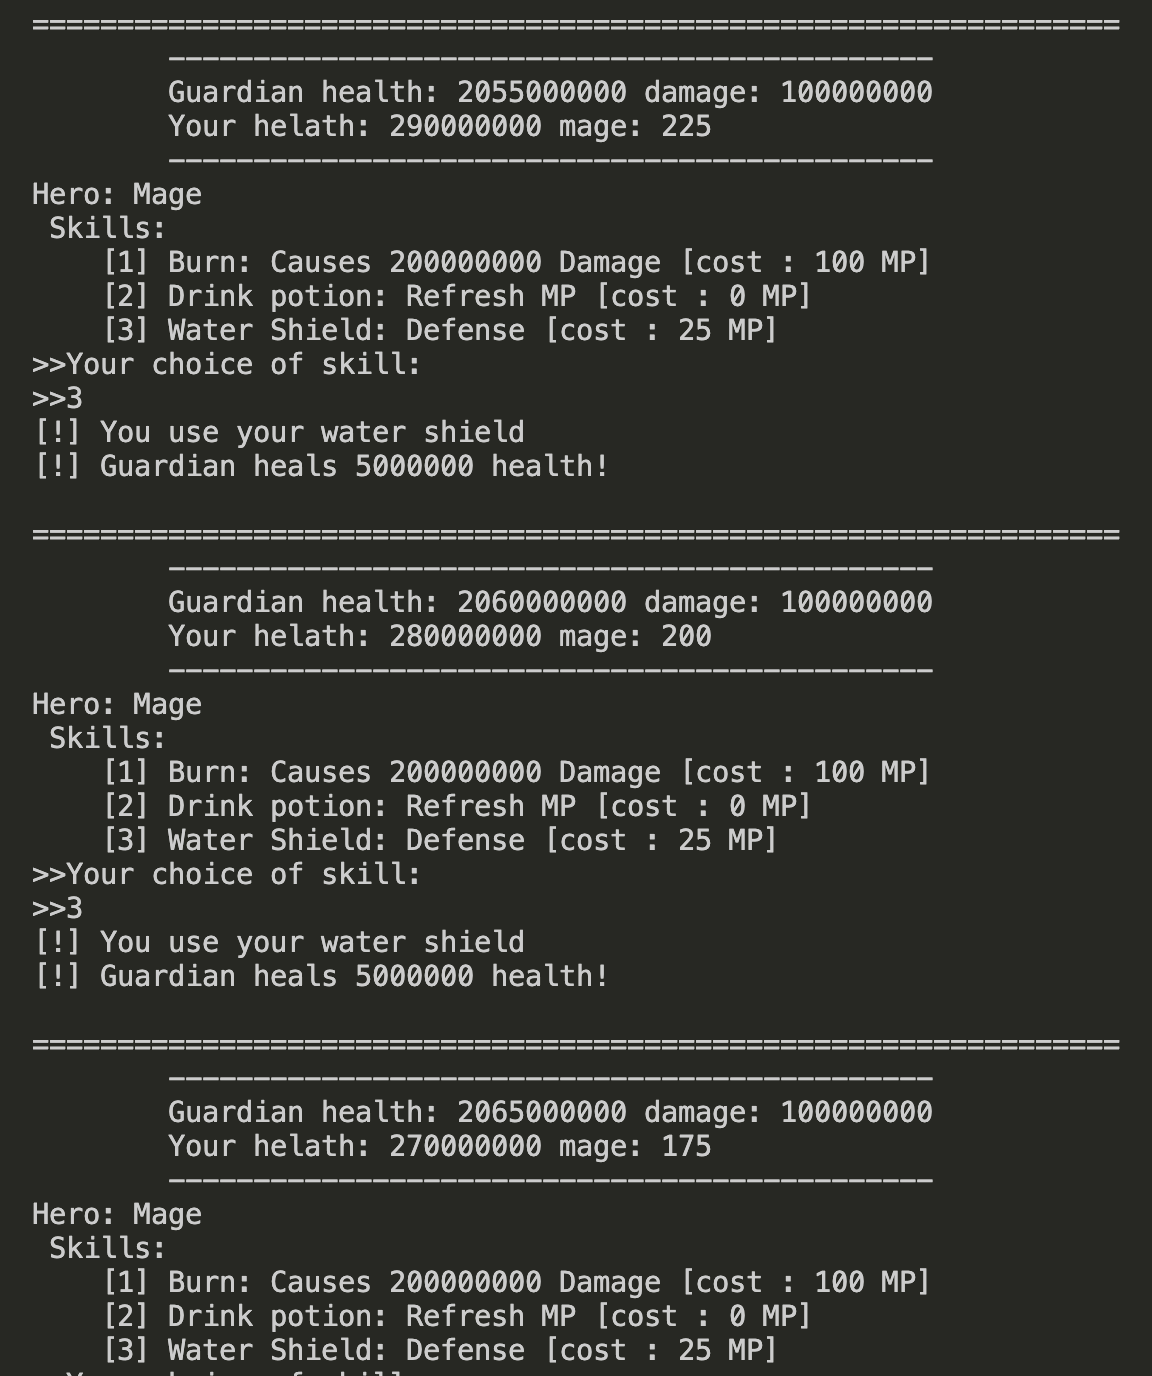 ================================================================
---------------------------------------------
Guardian health: 2055000000 damage: 100000000
Your helath: 290000000 mage: 225
---------------------------------------------
Hero: Mage
Skills:
[1] Burn: Causes 200000000 Damage [cost : 100 MP]
[2] Drink potion: Refresh MP [cost : 0 MP]
[3] Water Shield: Defense [cost : 25 MP]
>>Your choice of skill:
>>3
[!] You use your water shield
[!] Guardian heals 5000000 health!
================================================================
---------------------------------------------
Guardian health: 2060000000 damage: 100000000
Your helath: 280000000 mage: 200
---------------------------------------------
Hero: Mage
Skills:
[1] Burn: Causes 200000000 Damage [cost : 100 MP]
[2] Drink potion: Refresh MP [cost : 0 MP]
[3] Water Shield: Defense [cost : 25 MP]
>>Your choice of skill:
>>3
[!] You use your water shield
[!] Guardian heals 5000000 health!
================================================================
---------------------------------------------
Guardian health: 2065000000 damage: 100000000
Your helath: 270000000 mage: 175
---------------------------------------------
Hero: Mage
Skills:
[1] Burn: Causes 200000000 Damage [cost : 100 MP]
[2] Drink potion: Refresh MP [cost : 0 MP]
[3] Water Shield: Defense [cost : 25 MP]